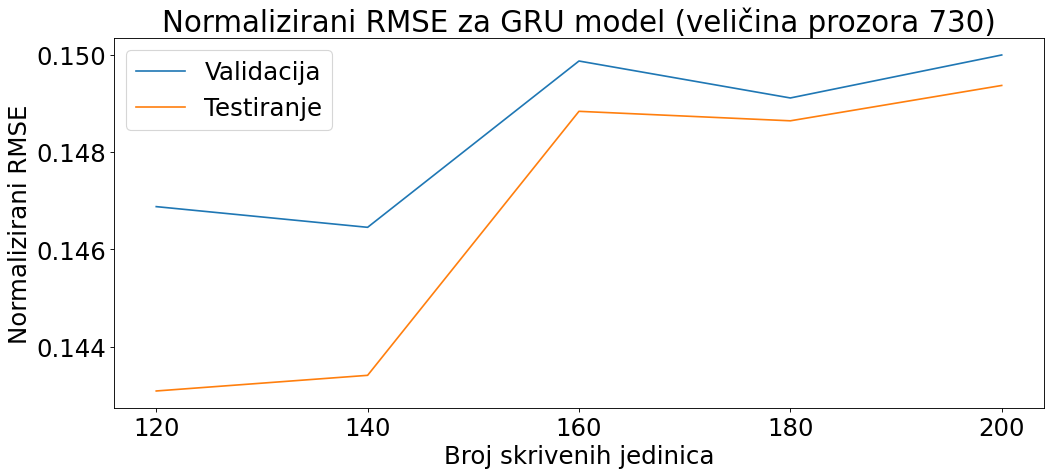 Normalizirani RMSE za GRU model (veličina prozora 730)
Validacija
Testiranje
Normalizirani RMSE
0.150
0.148
0.146
0.144
120 140 160 180 200
Broj skrivenih jedinica